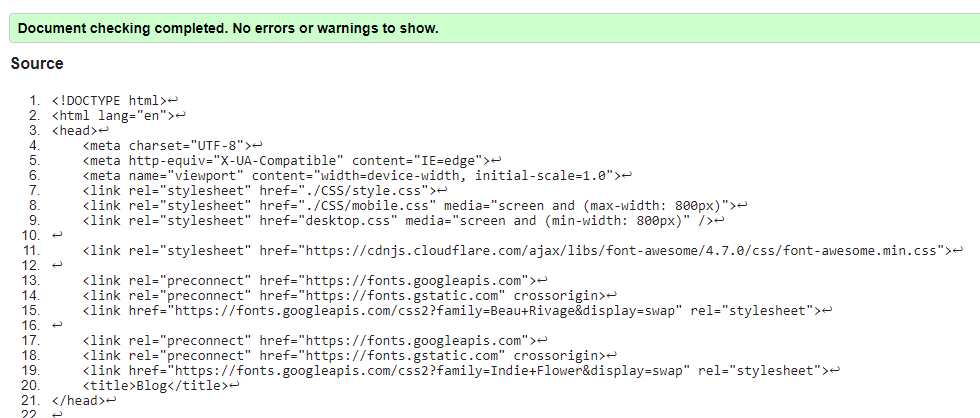 Document checking completed. No errors or warnings to show.
Source
1. <!DOCTYPE html>↩
2. <html lang="en">↩
3. <head>↩
4. <meta charset="UTF-8">↩
5. <meta http-equiv="X-UA-Compatible" content="IE=edge">↩
6. <meta name="viewport" content="width=device-width, initial-scale=1.0">↩
7. <link rel="stylesheet" href="./CSS/style.css">↩
8. <link rel="stylesheet" href="./CSS/mobile.css" media="screen and (max-width: 800px)">↩
9. <link rel="stylesheet" href="desktop.css" media="screen and (min-width: 800px)" />↩
10. ↩
11. <link rel="stylesheet" href="https://cdnjs.cloudflare.com/ajax/libs/font-awesome/4.7.0/css/font-awesome.min.css">↩
12. ↩
13. <link rel="preconnect" href="https://fonts.googleapis.com">↩
14. <link rel="preconnect" href="https://fonts.gstatic.com" crossorigin>↩
15. <link href="https://fonts.googleapis.com/css2?family=Beau+Rivage&display=swap" rel="stylesheet">↩
16. ↩
17. <link rel="preconnect" href="https://fonts.googleapis.com">↩
18. <link rel="preconnect" href="https://fonts.gstatic.com" crossorigin>↩
19. <link href="https://fonts.googleapis.com/css2?family=Indie+Flower&display=swap" rel="stylesheet">↩
20. <title>Blog</title>↩
21. </head>↩
22. ↩